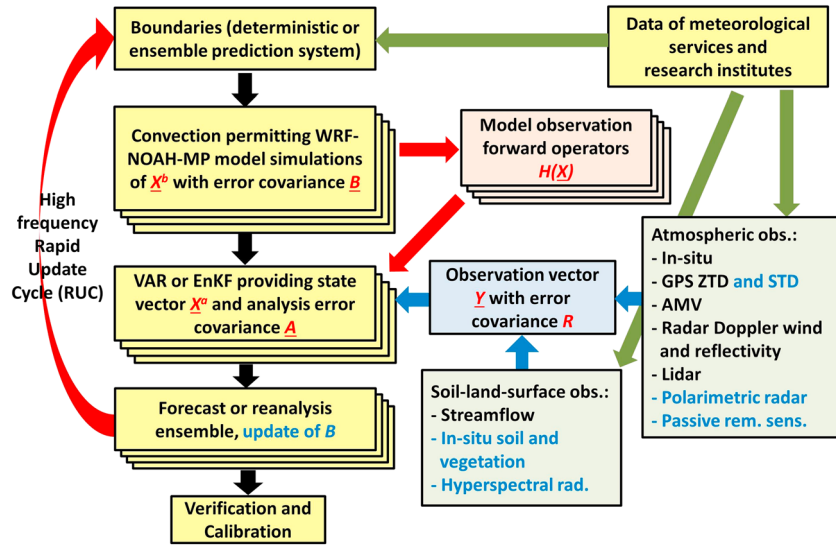 Boundaries (deterministic or
ensemble prediction system)
Data of meteorological
services and
research institutes
Convection permitting WRF-
NOAH-MP model simulations
of Xᵇ with error covariance B
Model observation
forward operators
H(X)
High
frequency
Rapid
Update
Cycle (RUC)
VAR or EnKF providing state
vector Xᵃ and analysis error
covariance A
Observation vector
Y with error
covariance R
Atmospheric obs.:
- In-situ
- GPS ZTD and STD
- AMV
- Radar Doppler wind
and reflectivity
- Lidar
- Polarimetric radar
- Passive rem. sens.
Soil-land-surface obs.:
- Streamflow
- In-situ soil and
vegetation
- Hyperspectral rad.
Forecast or reanalysis
ensemble, update of B
Verification and
Calibration